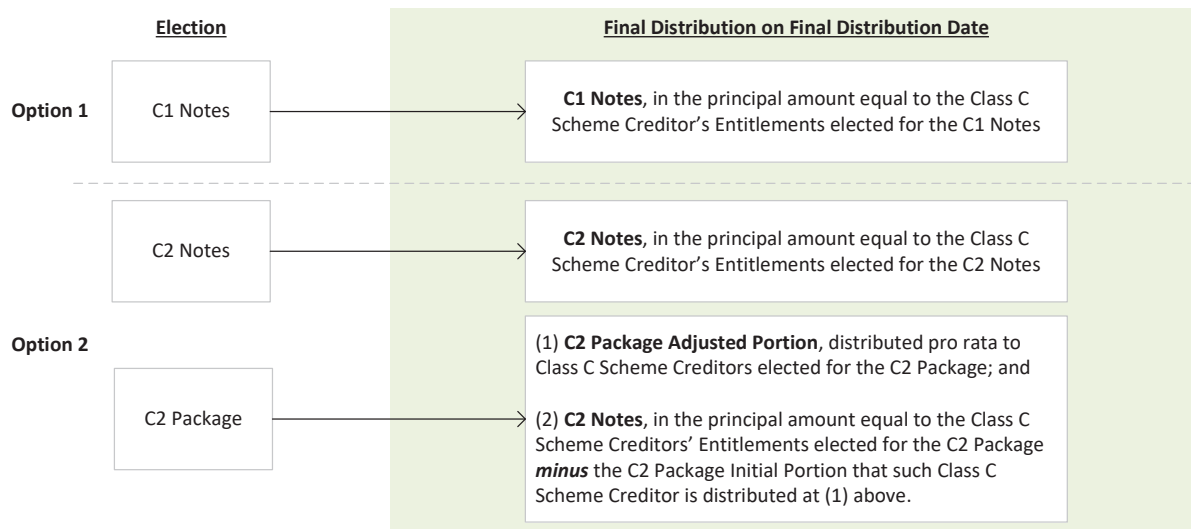 Election
Final Distribution on Final Distribution Date
Option 1
C1 Notes
C1 Notes, in the principal amount equal to the Class C
Scheme Creditor’s Entitlements elected for the C1 Notes
C2 Notes
C2 Notes, in the principal amount equal to the Class C
Scheme Creditor’s Entitlements elected for the C2 Notes
Option 2
C2 Package
(1) C2 Package Adjusted Portion, distributed pro rata to
Class C Scheme Creditors elected for the C2 Package; and
(2) C2 Notes, in the principal amount equal to the Class C
Scheme Creditors’ Entitlements elected for the C2 Package
minus the C2 Package Initial Portion that such Class C
Scheme Creditor is distributed at (1) above.